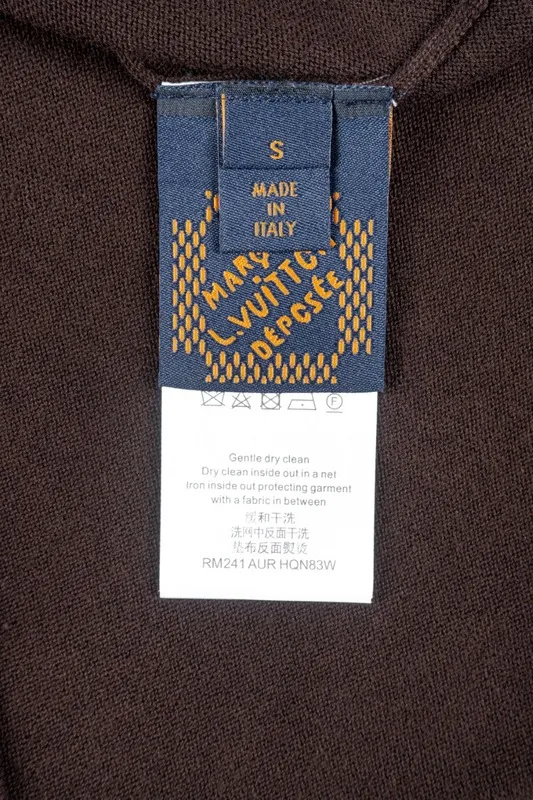 S
MADE
IN
ITALY
MARQ
L.VUITTON
DÉPOSÉE
F
Gentle dry clean
Dry clean inside out in a net
Iron inside out protecting garment
with a fabric in between
缓和干洗
洗网中反面干洗
垫布反面熨烫
RM241 AUR HQN83W